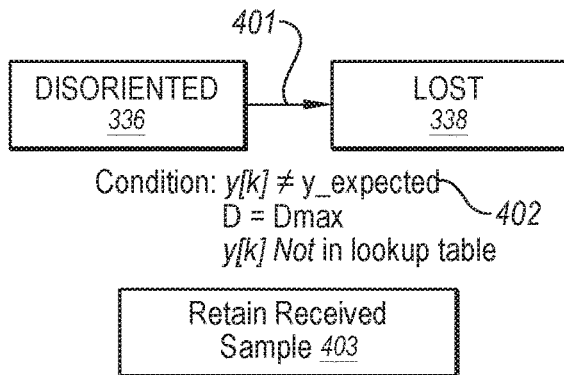 401
DISORIENTED
336
LOST
338
Condition: y[k] ≠ y_expected
402
D = Dmax
y[k] Not in lookup table
Retain Received
Sample 403